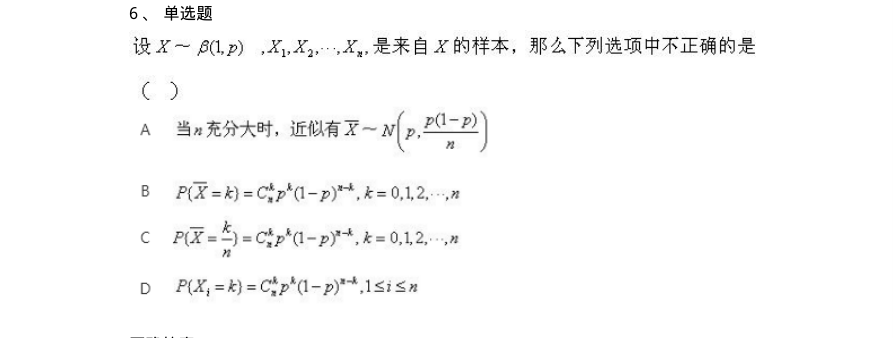 6 、 单选题
设 X ~ β(1, p) , X₁, X₂, ⋯, Xₙ, 是来自 X 的样本，那么下列选项中不正确的是
( )
A 当 n 充分大时，近似有 X̅ ~ N(p, p(1-p)/n)
B P(X̅ = k) = Cₙᵏpᵏ(1-p)ⁿ⁻ᵏ, k = 0,1,2,⋯,n
C P(X̅ = k/n) = Cₙᵏpᵏ(1-p)ⁿ⁻ᵏ, k = 0,1,2,⋯,n
D P(Xᵢ = k) = Cₙᵏpᵏ(1-p)ⁿ⁻ᵏ,1≤i≤n